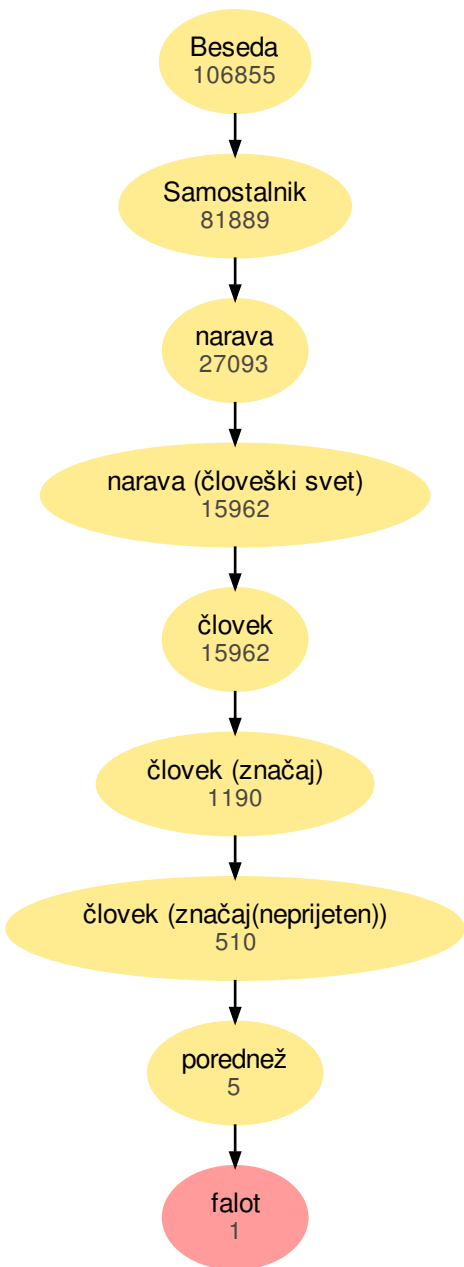 Beseda
106855
Samostalnik
81889
narava
27093
narava (človeški svet)
15962
človek
15962
človek (značaj)
1190
človek (značaj(neprijeten))
510
porednež
5
falot
1